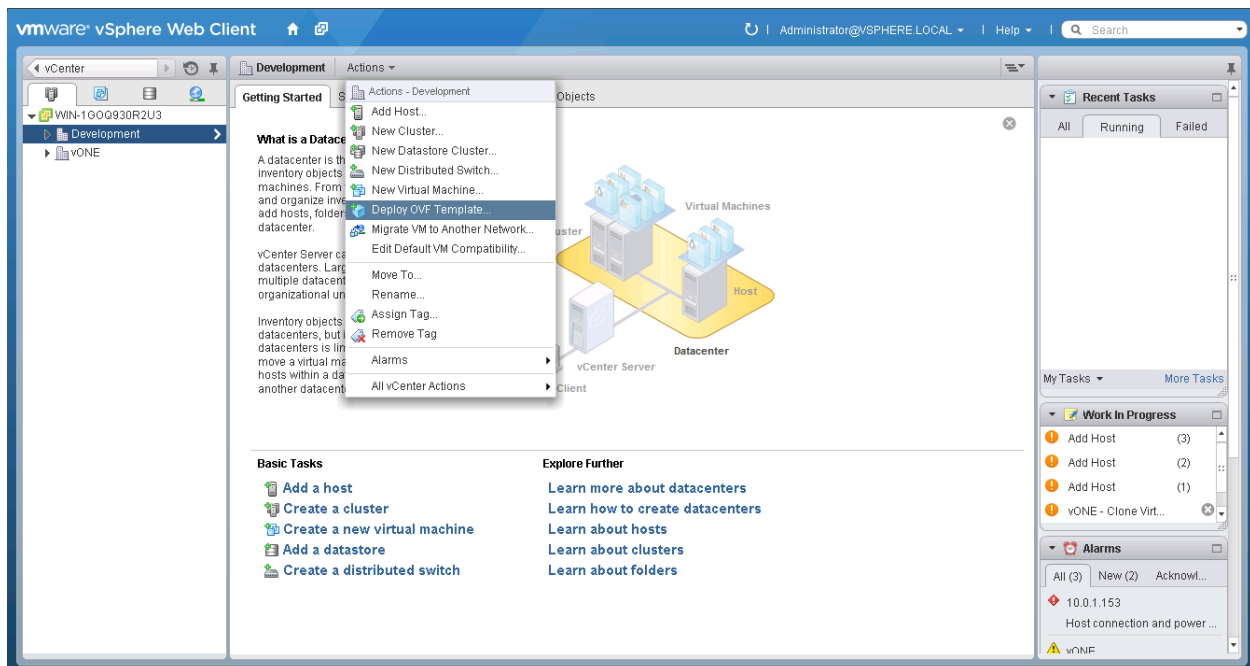 vmware® vSphere Web Client
Administrator@VSPHERE.LOCAL
Help
Search
vCenter
WIN-1GOQ930R2U3
Development
vONE
Development
Actions
Getting Started
S
Objects
Actions - Development
Add Host...
New Cluster...
New Datastore Cluster...
New Distributed Switch...
New Virtual Machine...
Deploy OVF Template...
Migrate VM to Another Network...
Edit Default VM Compatibility...
Move To...
Rename...
Assign Tag...
Remove Tag
Alarms
All vCenter Actions
What is a Datace
A datacenter is th
inventory objects
machines. From
and organize inve
add hosts, folder
datacenter.
vCenter Server ca
datacenters. Larg
multiple datacent
organizational un
Inventory objects
datacenters, but i
datacenters is lim
move a virtual ma
hosts within a da
another datacent
Virtual Machines
uster
Host
Datacenter
vCenter Server
Client
Basic Tasks
Add a host
Create a cluster
Create a new virtual machine
Add a datastore
Create a distributed switch
Explore Further
Learn more about datacenters
Learn how to create datacenters
Learn about hosts
Learn about clusters
Learn about folders
Recent Tasks
All Running Failed
My Tasks
More Tasks
Work In Progress
Add Host (3)
Add Host (2)
Add Host (1)
vONE - Clone Virt...
Alarms
All (3) New (2) Acknowl...
10.0.1.153
Host connection and power ...
vONE